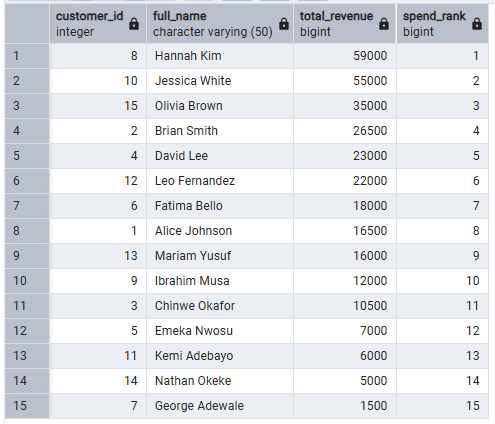 customer_id full_name total_revenue spend_rank
integer character varying (50) bigint bigint
1 8 Hannah Kim 59000 1
2 10 Jessica White 55000 2
3 15 Olivia Brown 35000 3
4 2 Brian Smith 26500 4
5 4 David Lee 23000 5
6 12 Leo Fernandez 22000 6
7 6 Fatima Bello 18000 7
8 1 Alice Johnson 16500 8
9 13 Mariam Yusuf 16000 9
10 9 Ibrahim Musa 12000 10
11 3 Chinwe Okafor 10500 11
12 5 Emeka Nwosu 7000 12
13 11 Kemi Adebayo 6000 13
14 14 Nathan Okeke 5000 14
15 7 George Adewale 1500 15